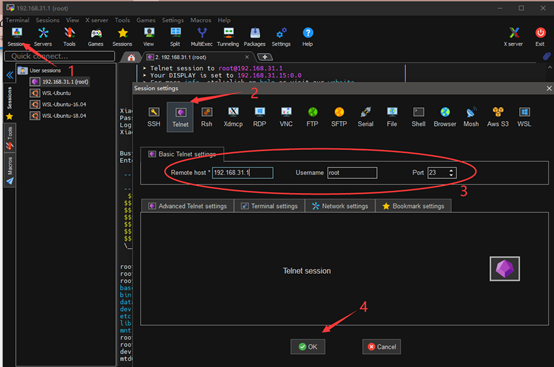 192.168.31.1
Terminal Sessions View X server Tools Games Settings Macros Help
Session Servers Tools Games Sessions View Split MultiExec Tunneling Packages Settings Help X server Exit
1
Quick connect...
2. 192.168.31.1 (root)
User sessions
192.168.31.1 (root)
WSL-Ubuntu
WSL-Ubuntu-16.04
WSL-Ubuntu-18.04
Sessions
Tools
Macros
Telnet session to root@192.168.31.1
Your DISPLAY is set to 192.168.31.15:0.0
Session settings
2
SSH Telnet Rsh Xdmcp RDP VNC FTP SFTP Serial File Shell Browser Mosh Aws S3 WSL
Basic Telnet settings
Remote host * 192.168.31.1 Username root Port 23
3
Advanced Telnet settings Terminal settings Network settings Bookmark settings
Telnet session
4
OK Cancel